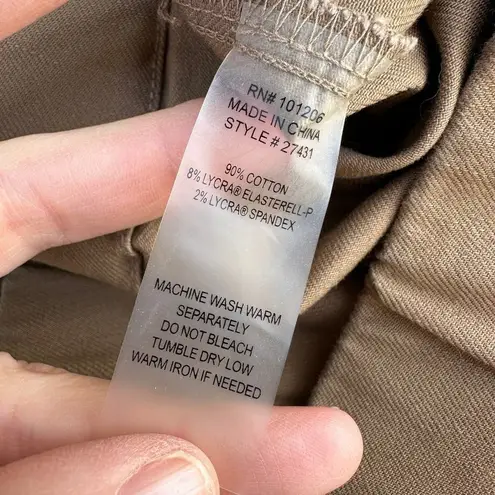 RN# 101206
MADE IN CHINA
STYLE # 27431
90% COTTON
8% LYCRA® ELASTERELL-P
2% LYCRA® SPANDEX
MACHINE WASH WARM
SEPARATELY
DO NOT BLEACH
TUMBLE DRY LOW
WARM IRON IF NEEDED